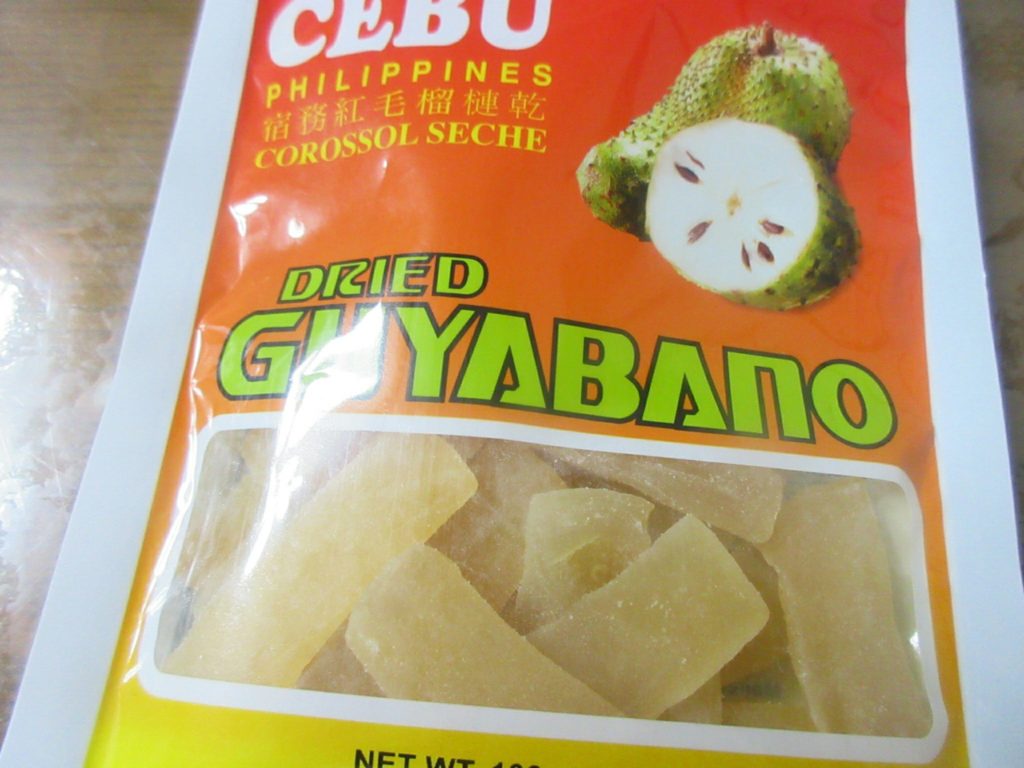 CEBU
PHILIPPINES
宿務紅毛榴槤乾
COROSSOL SECHE
DRIED
GUYABANO
NET WT.